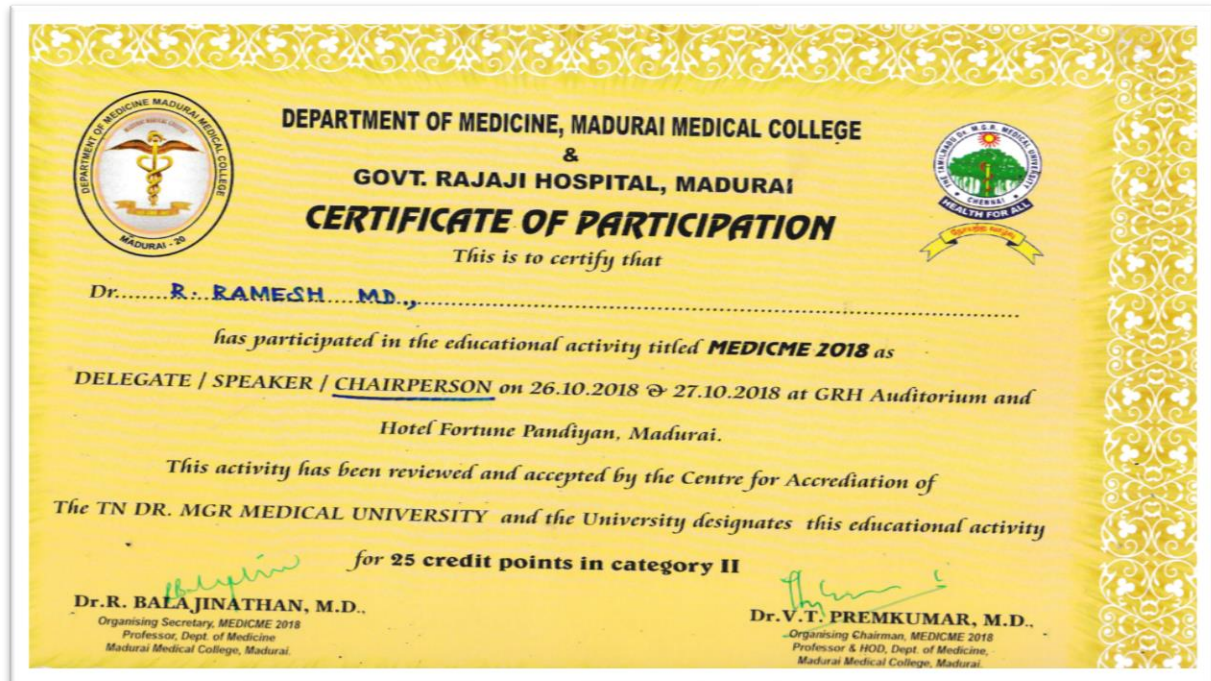 DEPARTMENT OF MEDICINE MADURAI MEDICAL COLLEGE
MADURAI - 20
DEPARTMENT OF MEDICINE, MADURAI MEDICAL COLLEGE
&
GOVT. RAJAJI HOSPITAL, MADURAI
THE TAMILNADU Dr. M.G.R. MEDICAL UNIVERSITY
CHENNAI
HEALTH FOR ALL
CERTIFICATE OF PARTICIPATION
This is to certify that
Dr........R. RAMESH....MD.,................
has participated in the educational activity titled MEDICME 2018 as
DELEGATE / SPEAKER / CHAIRPERSON on 26.10.2018 & 27.10.2018 at GRH Auditorium and
Hotel Fortune Pandiyan, Madurai.
This activity has been reviewed and accepted by the Centre for Accrediation of
The TN DR. MGR MEDICAL UNIVERSITY and the University designates this educational activity
for 25 credit points in category II
Dr.R. BALAJINATHAN, M.D..
Organising Secretary, MEDICME 2018
Professor, Dept. of Medicine
Madurai Medical College, Madurai.
Dr.V.T. PREMKUMAR, M.D.,
Organising Chairman, MEDICME 2018
Professor & HOD, Dept. of Medicine,
Madurai Medical College, Madurai.